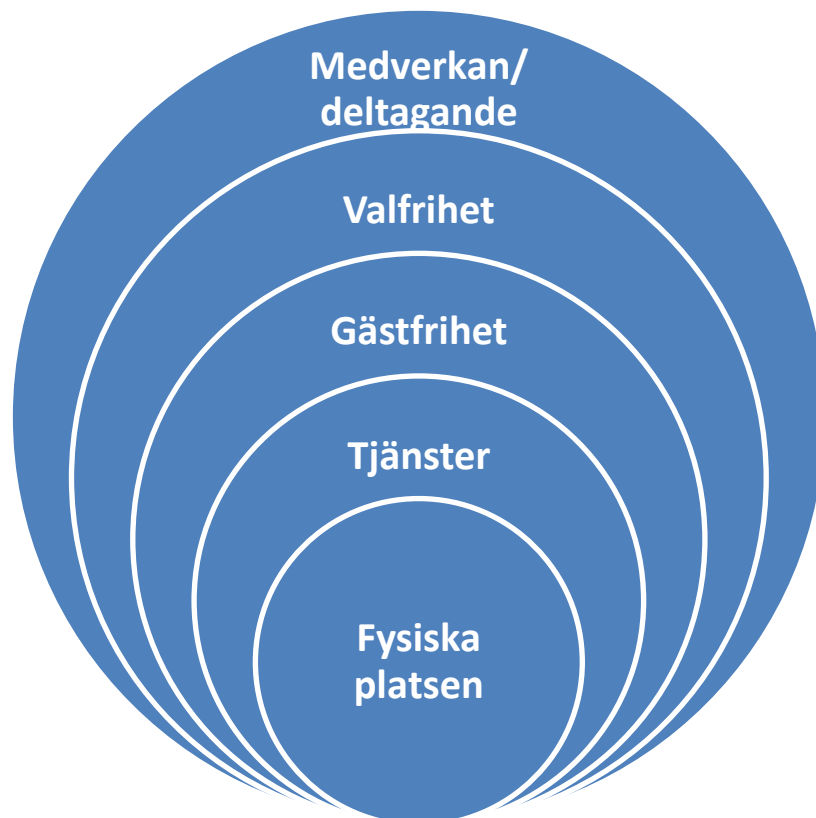 Medverkan/
deltagande
Valfrihet
Gästfrihet
Tjänster
Fysiska
platsen